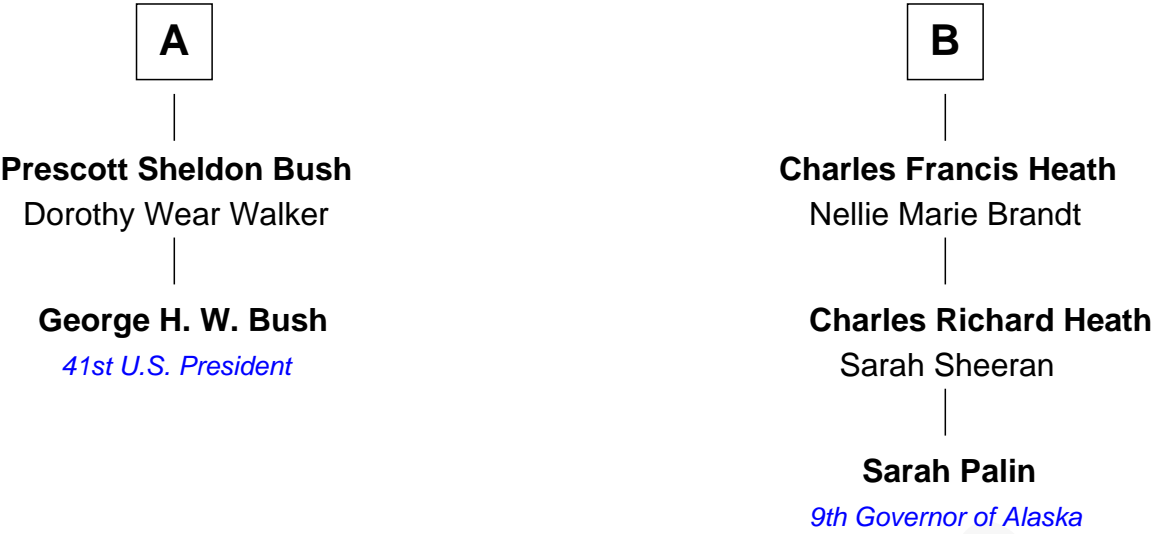 A
Prescott Sheldon Bush
Dorothy Wear Walker
George H. W. Bush
41st U.S. President
B
Charles Francis Heath
Nellie Marie Brandt
Charles Richard Heath
Sarah Sheeran
Sarah Palin
9th Governor of Alaska